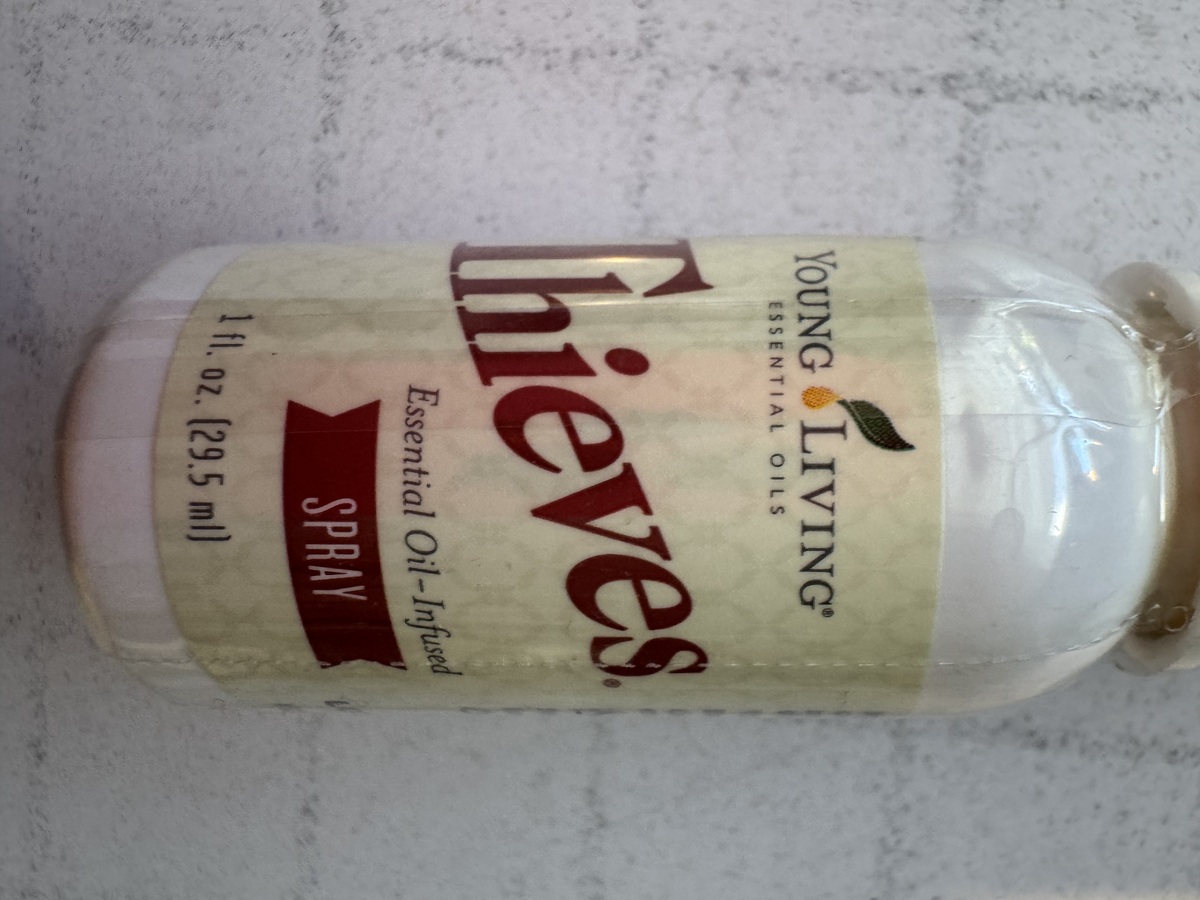 YOUNG LIVING®
ESSENTIAL OILS
Thieves®
Essential Oil-Infused
SPRAY
1 fl. oz. (29.5 ml)